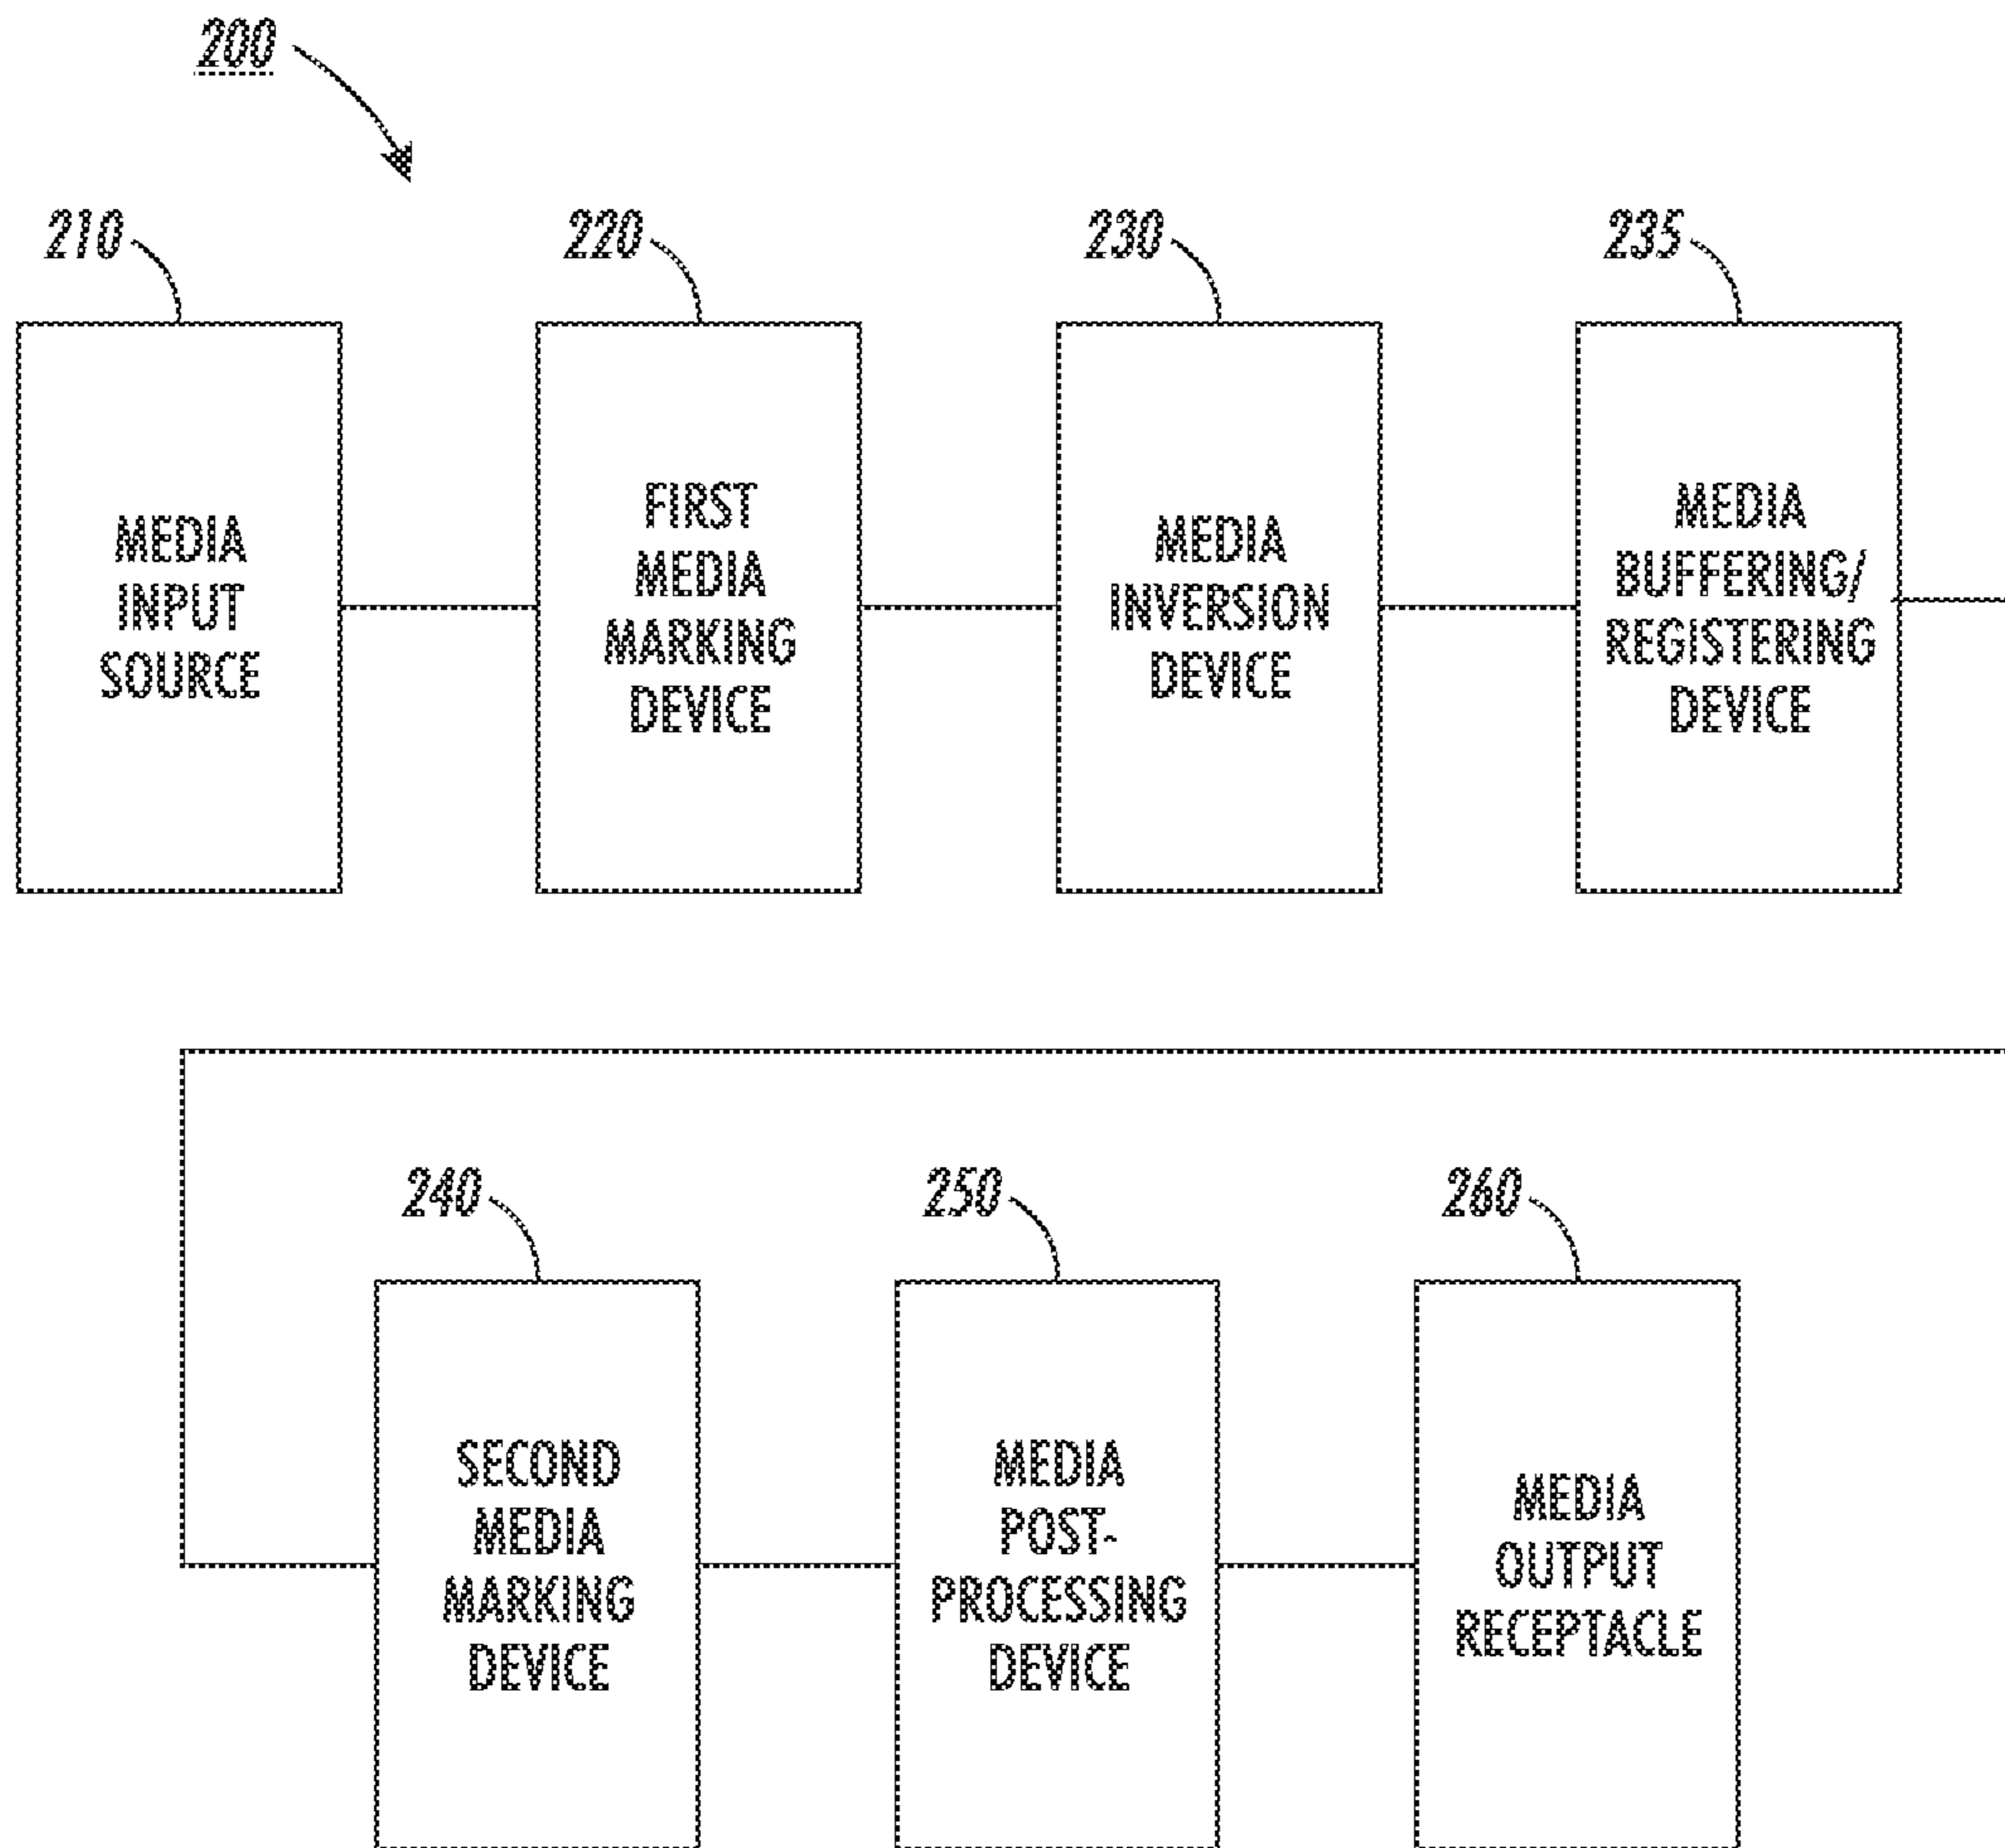 200
210
220
230
235
MEDIA
INPUT
SOURCE
FIRST
MEDIA
MARKING
DEVICE
MEDIA
INVERSION
DEVICE
MEDIA
BUFFERING/
REGISTERING
DEVICE
240
250
260
SECOND
MEDIA
MARKING
DEVICE
MEDIA
POST-
PROCESSING
DEVICE
MEDIA
OUTPUT
RECEPTACLE